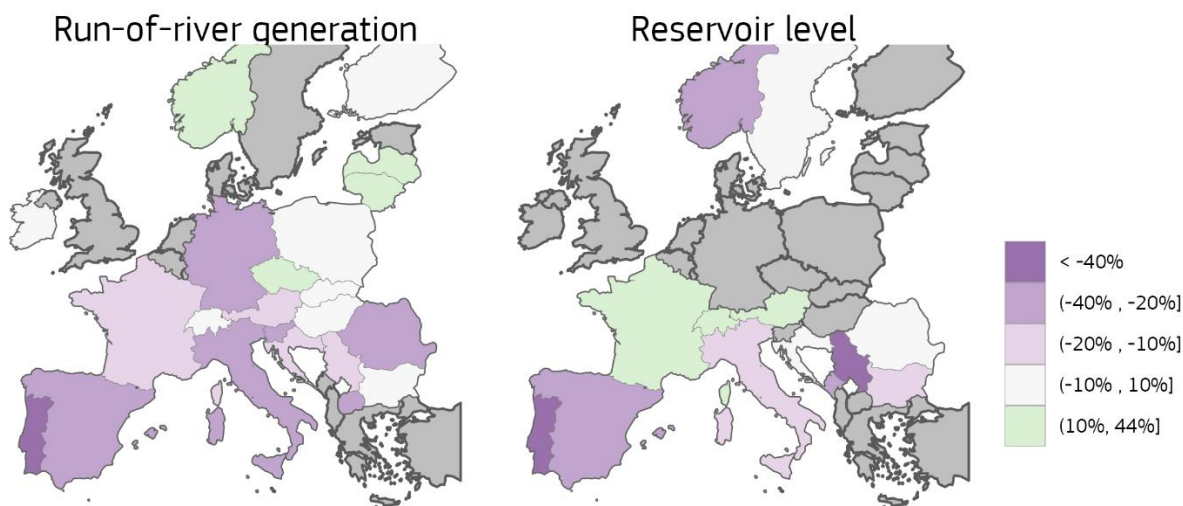 Run-of-river generation
Reservoir level
< -40%
(-40% , -20%]
(-20% , -10%]
(-10% , 10%]
(10%, 44%]